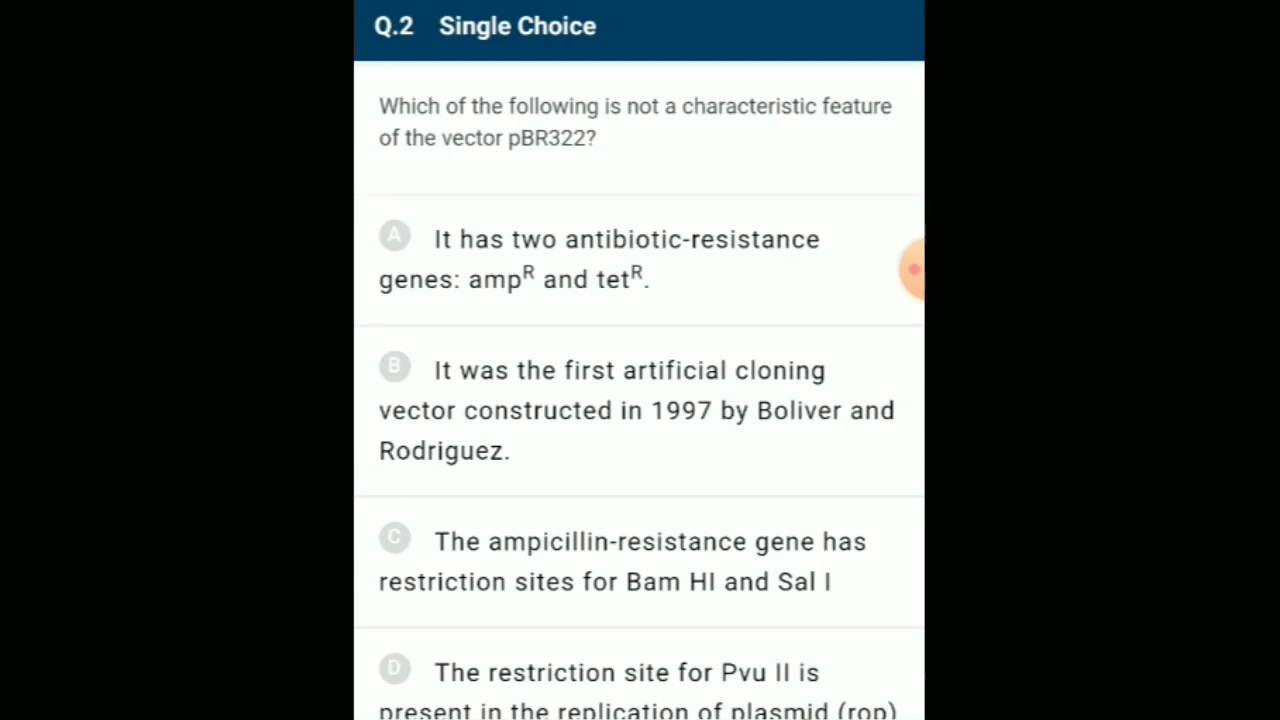 Q.2 Single Choice
Which of the following is not a characteristic feature
of the vector pBR322?
A It has two antibiotic-resistance
genes: ampᴿ and tetᴿ.
B It was the first artificial cloning
vector constructed in 1997 by Boliver and
Rodriguez.
C The ampicillin-resistance gene has
restriction sites for Bam HI and Sal I
D The restriction site for Pvu II is
present in the replication of plasmid (rop)